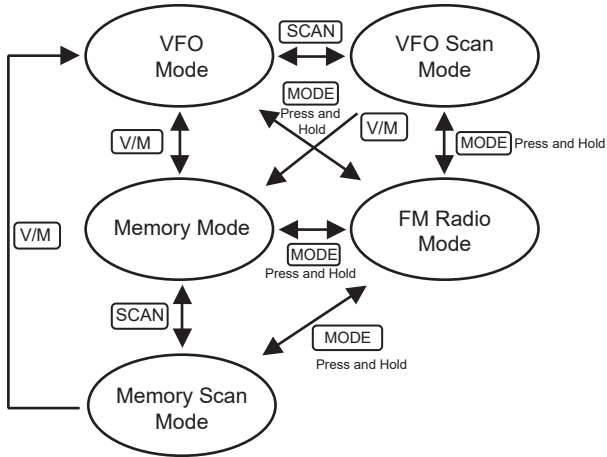 VFO
Mode
SCAN
VFO Scan
Mode
MODE
Press and
Hold
V/M
V/M
MODE Press and Hold
V/M
Memory Mode
FM Radio
Mode
MODE
Press and Hold
SCAN
MODE
Press and Hold
Memory Scan
Mode